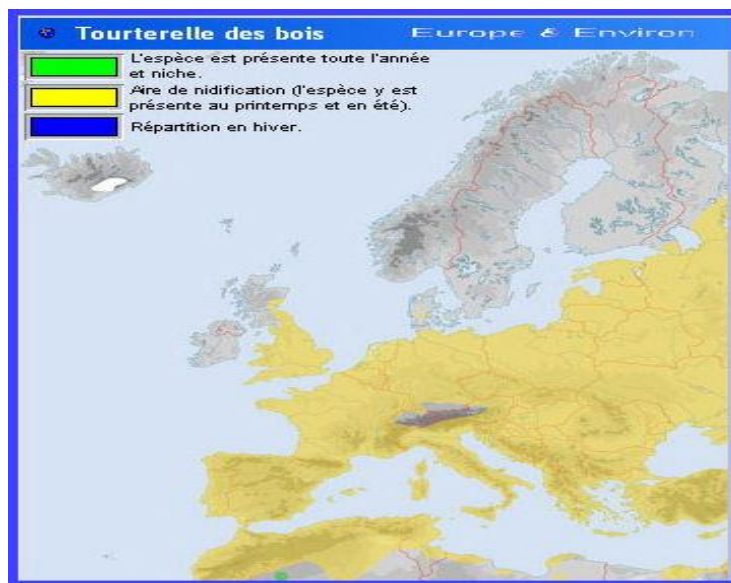 Tourterelle des bois
Europe & Environ
L'espèce est présente toute l'année
et niche.
Aire de nidification (l'espèce y est
présente au printemps et en été).
Répartition en hiver.